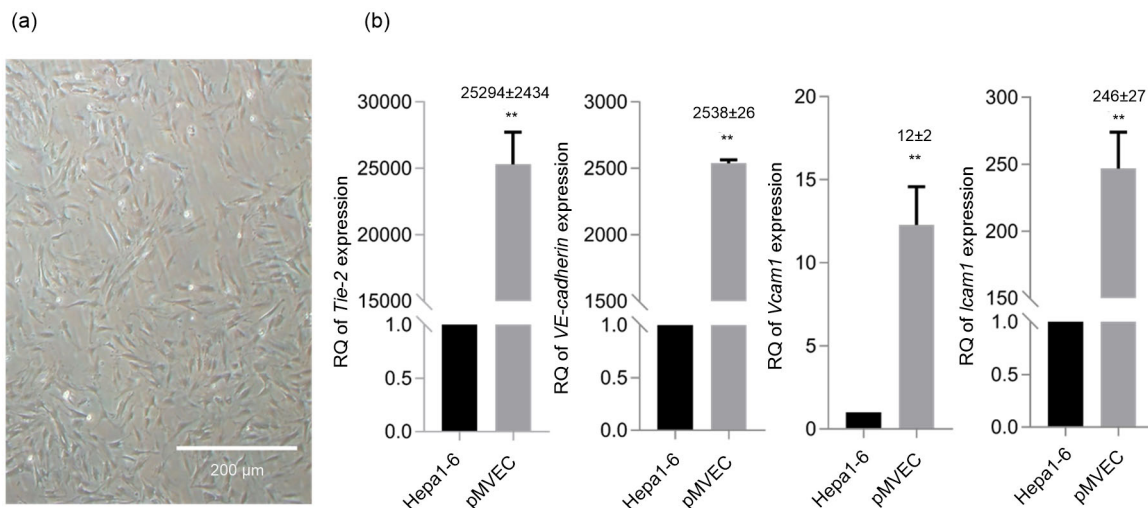 (a)
(b)
200 μm
RQ of Tie-2 expression
30000
25000
20000
15000
1.0
0.5
0.0
25294±2434
**
Hepa1-6
pMVEC
RQ of VE-cadherin expression
3000
2500
2000
1500
1.0
0.5
0.0
2538±26
**
Hepa1-6
pMVEC
RQ of Vcam1 expression
20
15
10
5
0
12±2
**
Hepa1-6
pMVEC
RQ of Icam1 expression
300
250
200
150
1.0
0.5
0.0
246±27
**
Hepa1-6
pMVEC